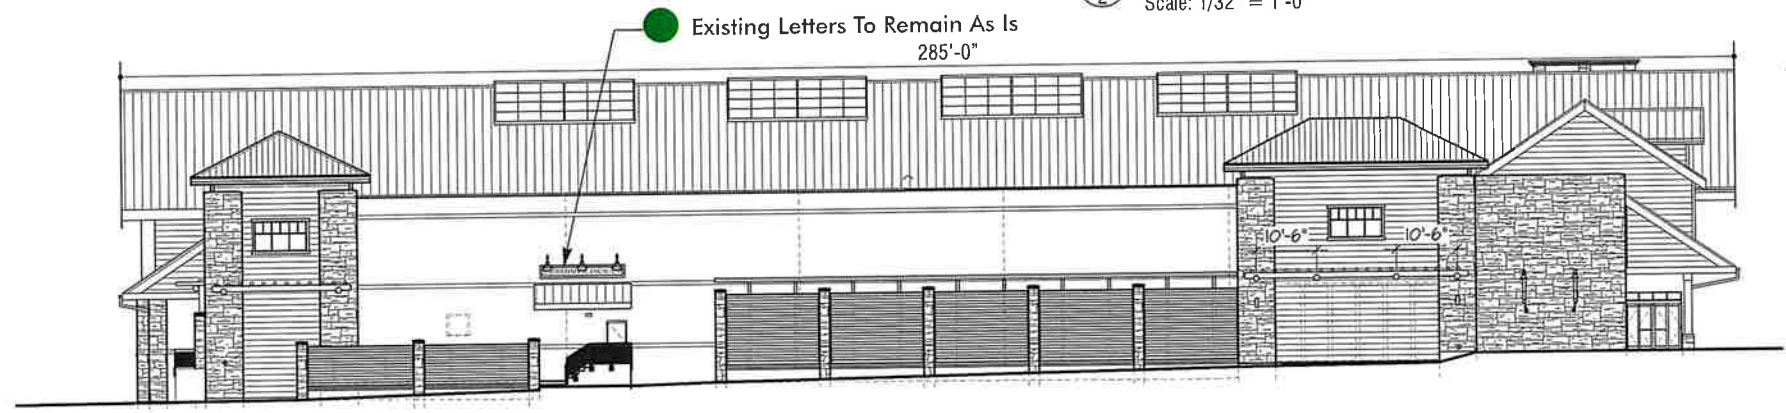 Scale: 1/32" = 1'-0"
Existing Letters To Remain As Is
285'-0"
10'-6" 10'-6"